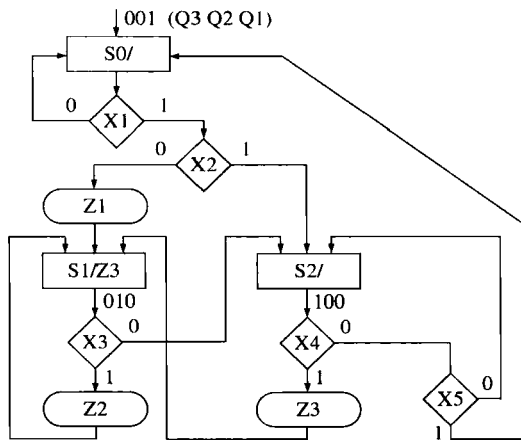 001 (Q3 Q2 Q1)
S0/
0 1
X1
0 1
X2
Z1
S1/Z3 S2/
010 100
0 0
X3 X4
1 1 0
X5
Z2 Z3
1